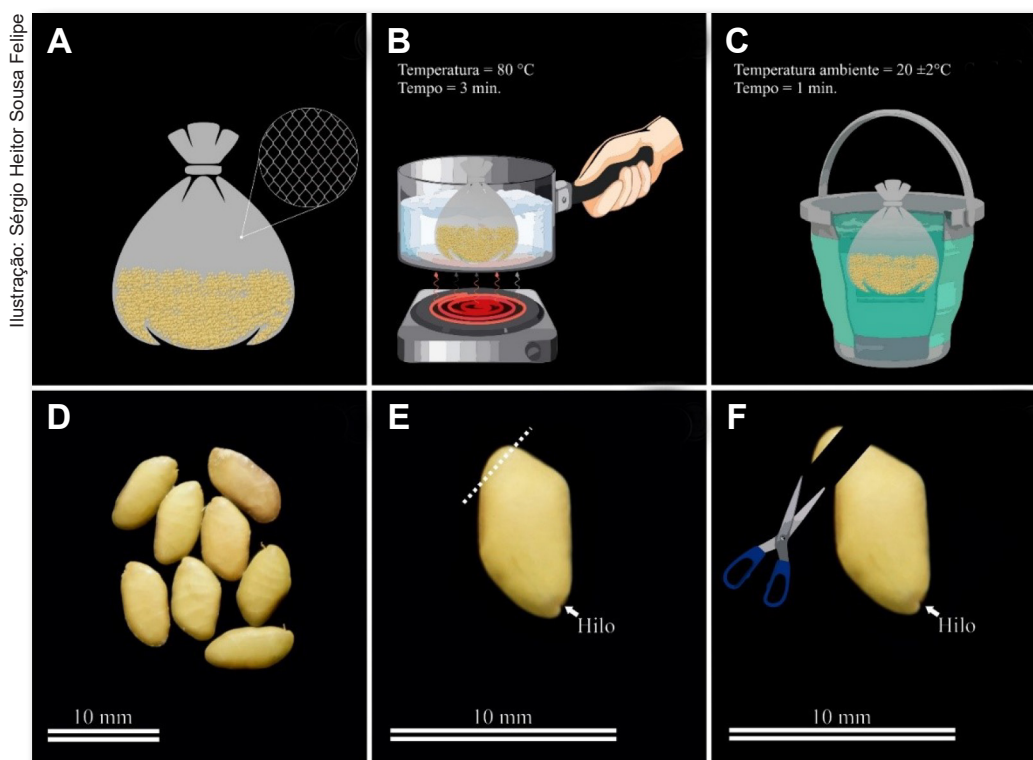 Ilustração: Sérgio Heitor Sousa Felipe
A
B
Temperatura = 80 °C
Tempo = 3 min.
C
Temperatura ambiente = 20 ±2°C
Tempo = 1 min.
D
10 mm
E
Hilo
10 mm
F
Hilo
10 mm